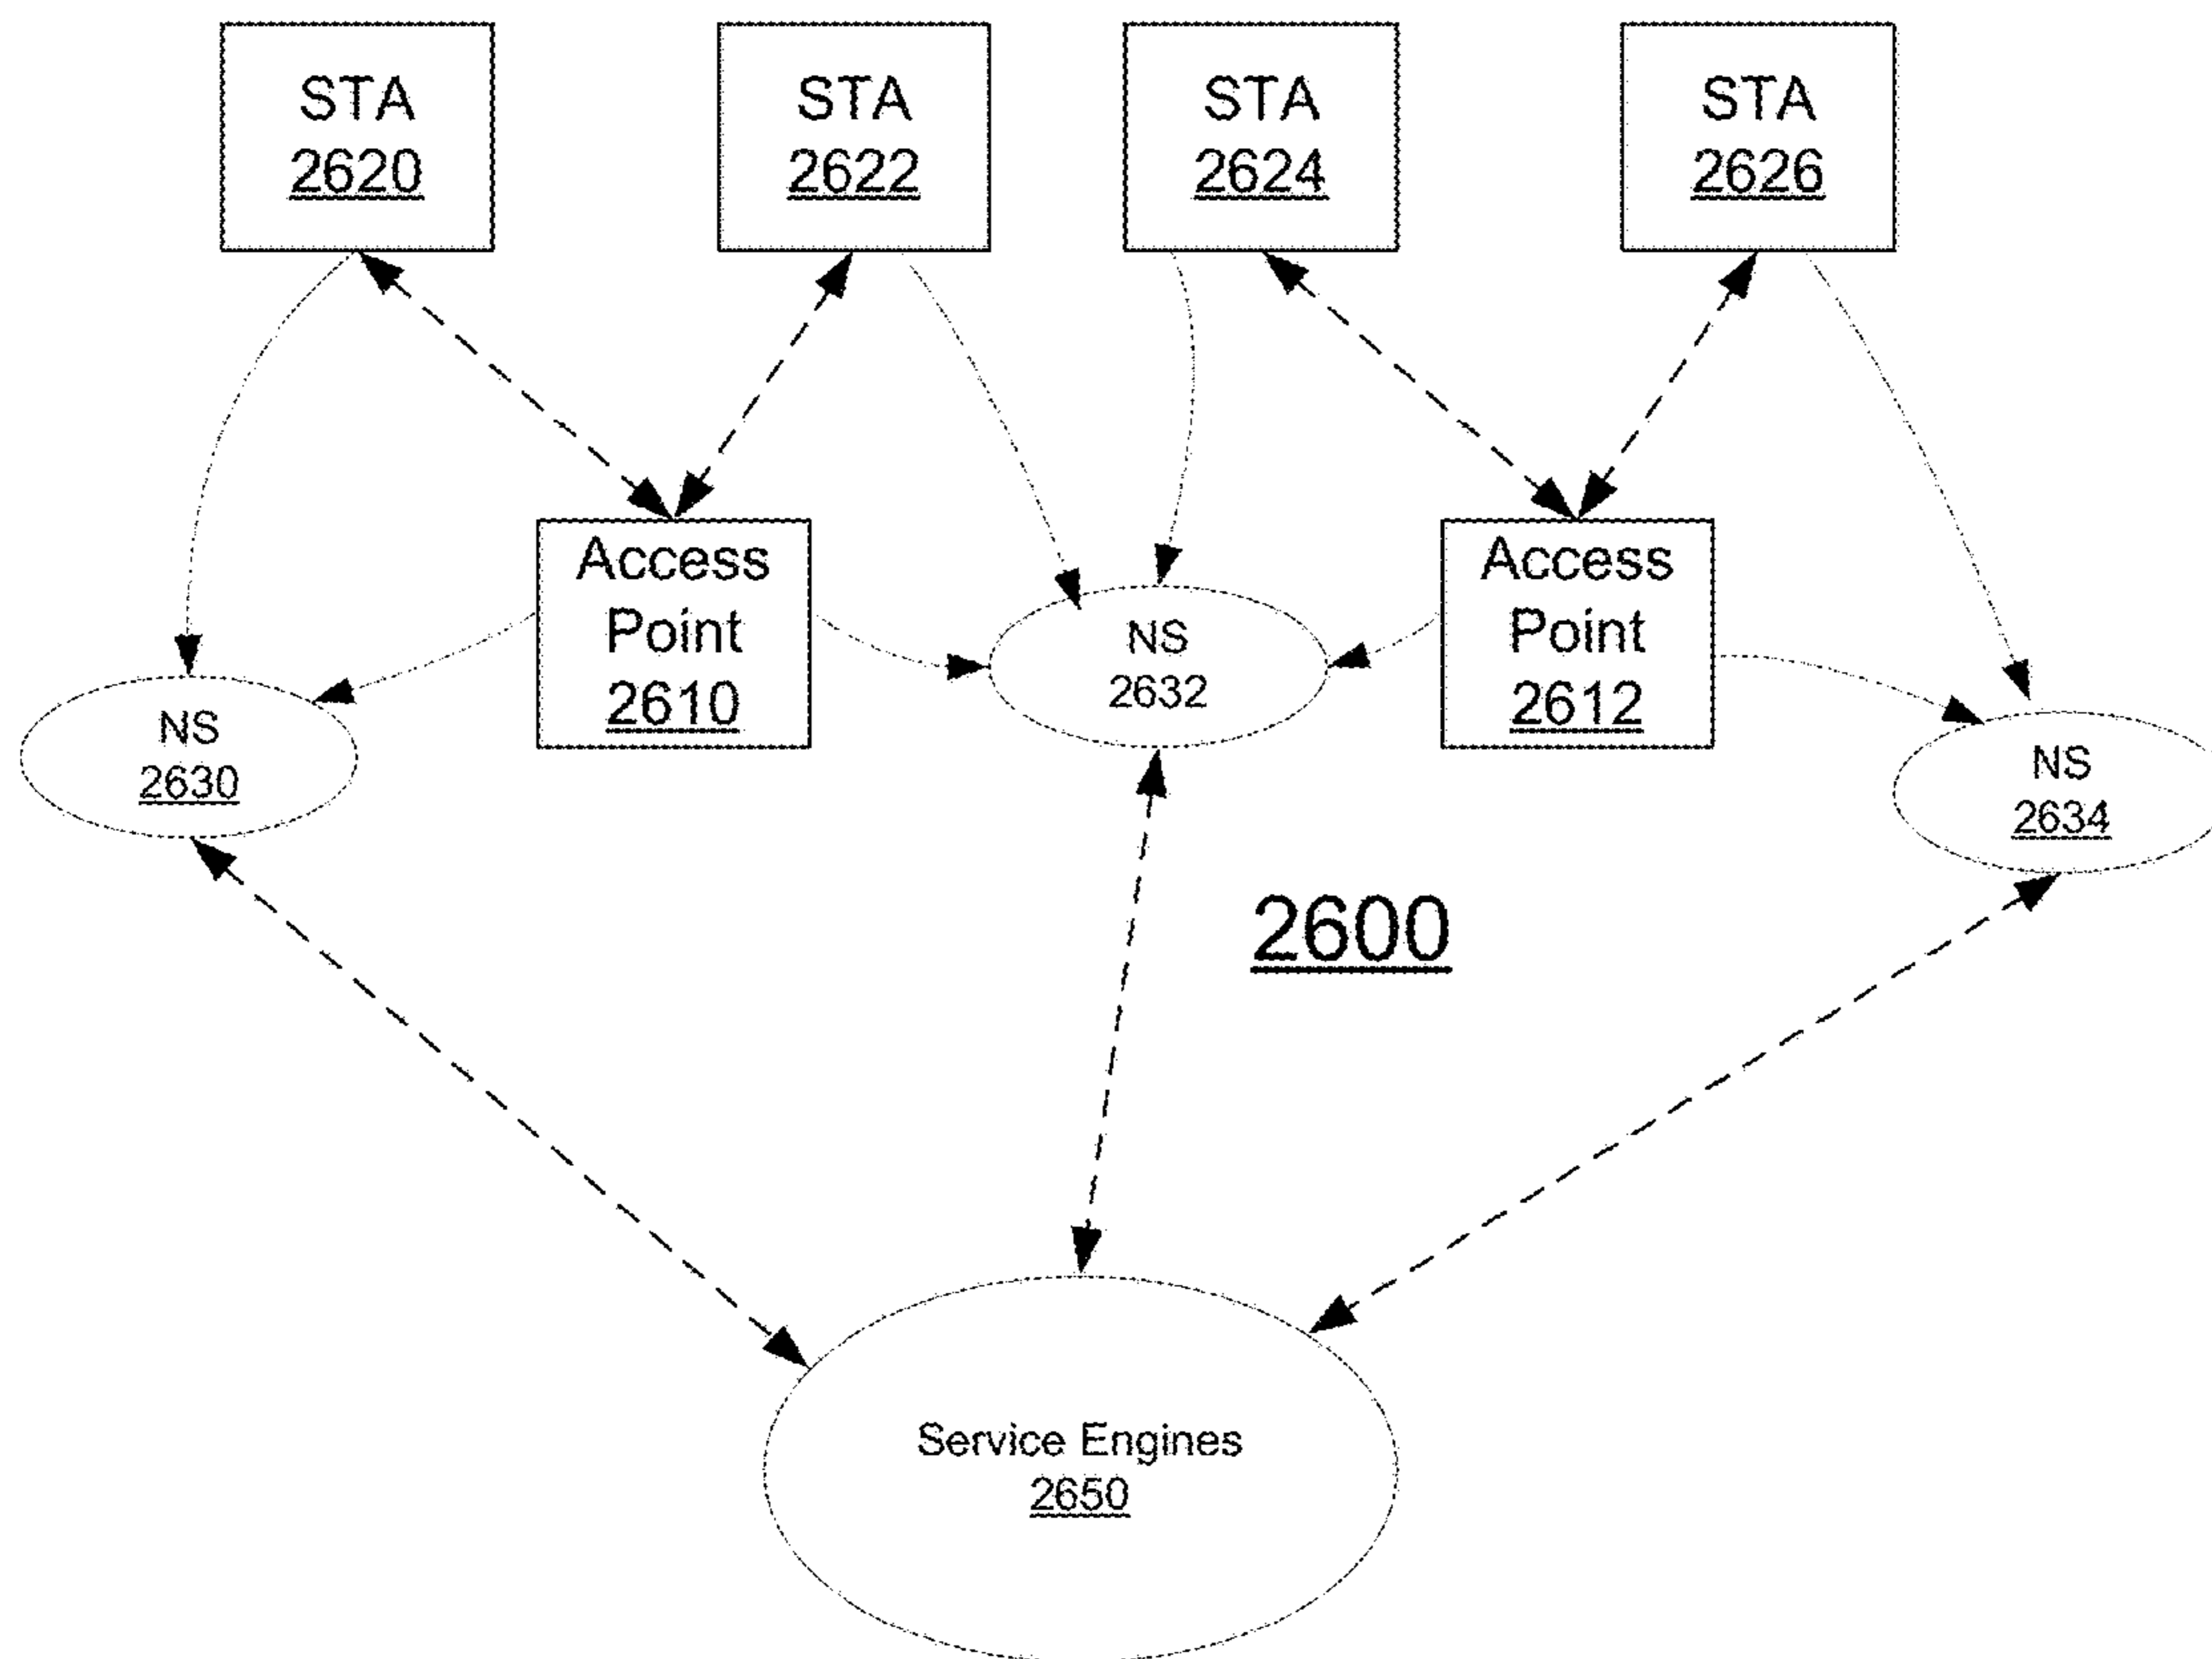 STA
2620
STA
2622
STA
2624
STA
2626
Access
Point
2610
Access
Point
2612
NS
2630
NS
2632
NS
2634
2600
Service Engines
2650